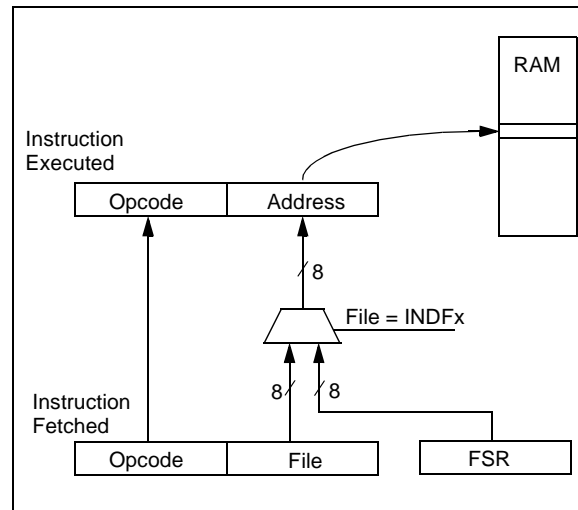 RAM
Instruction
Executed
Opcode Address
8
File = INDFx
8 8
Instruction
Fetched
Opcode File FSR